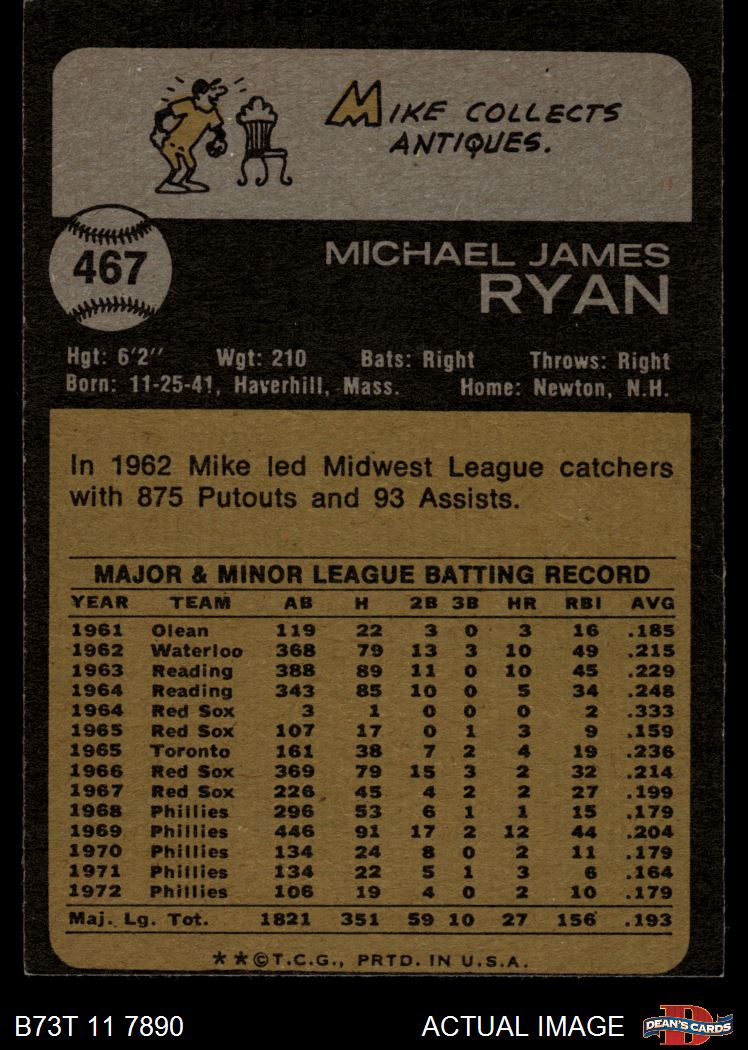 MIKE COLLECTS
ANTIQUES.
467
MICHAEL JAMES
RYAN
Hgt: 6'2" Wgt: 210 Bats: Right Throws: Right
Born: 11-25-41, Haverhill, Mass. Home: Newton, N.H.
In 1962 Mike led Midwest League catchers
with 875 Putouts and 93 Assists.
MAJOR & MINOR LEAGUE BATTING RECORD
YEAR TEAM AB H 2B 3B HR RBI AVG
1961 Olean 119 22 3 0 3 16 .185
1962 Waterloo 368 79 13 3 10 49 .215
1963 Reading 388 89 11 0 10 45 .229
1964 Reading 343 85 10 0 5 34 .248
1964 Red Sox 3 1 0 0 0 2 .333
1965 Red Sox 107 17 0 1 3 9 .159
1965 Toronto 161 38 7 2 4 19 .236
1966 Red Sox 369 79 15 3 2 32 .214
1967 Red Sox 226 45 4 2 2 27 .199
1968 Phillies 296 53 6 1 1 15 .179
1969 Phillies 446 91 17 2 12 44 .204
1970 Phillies 134 24 8 0 2 11 .179
1971 Phillies 134 22 5 1 3 6 .164
1972 Phillies 106 19 4 0 2 10 .179
Maj. Lg. Tot. 1821 351 59 10 27 156 .193
**©T.C.G., PRTD. IN U.S.A.
B73T 11 7890 ACTUAL IMAGE DEAN'S CARDS